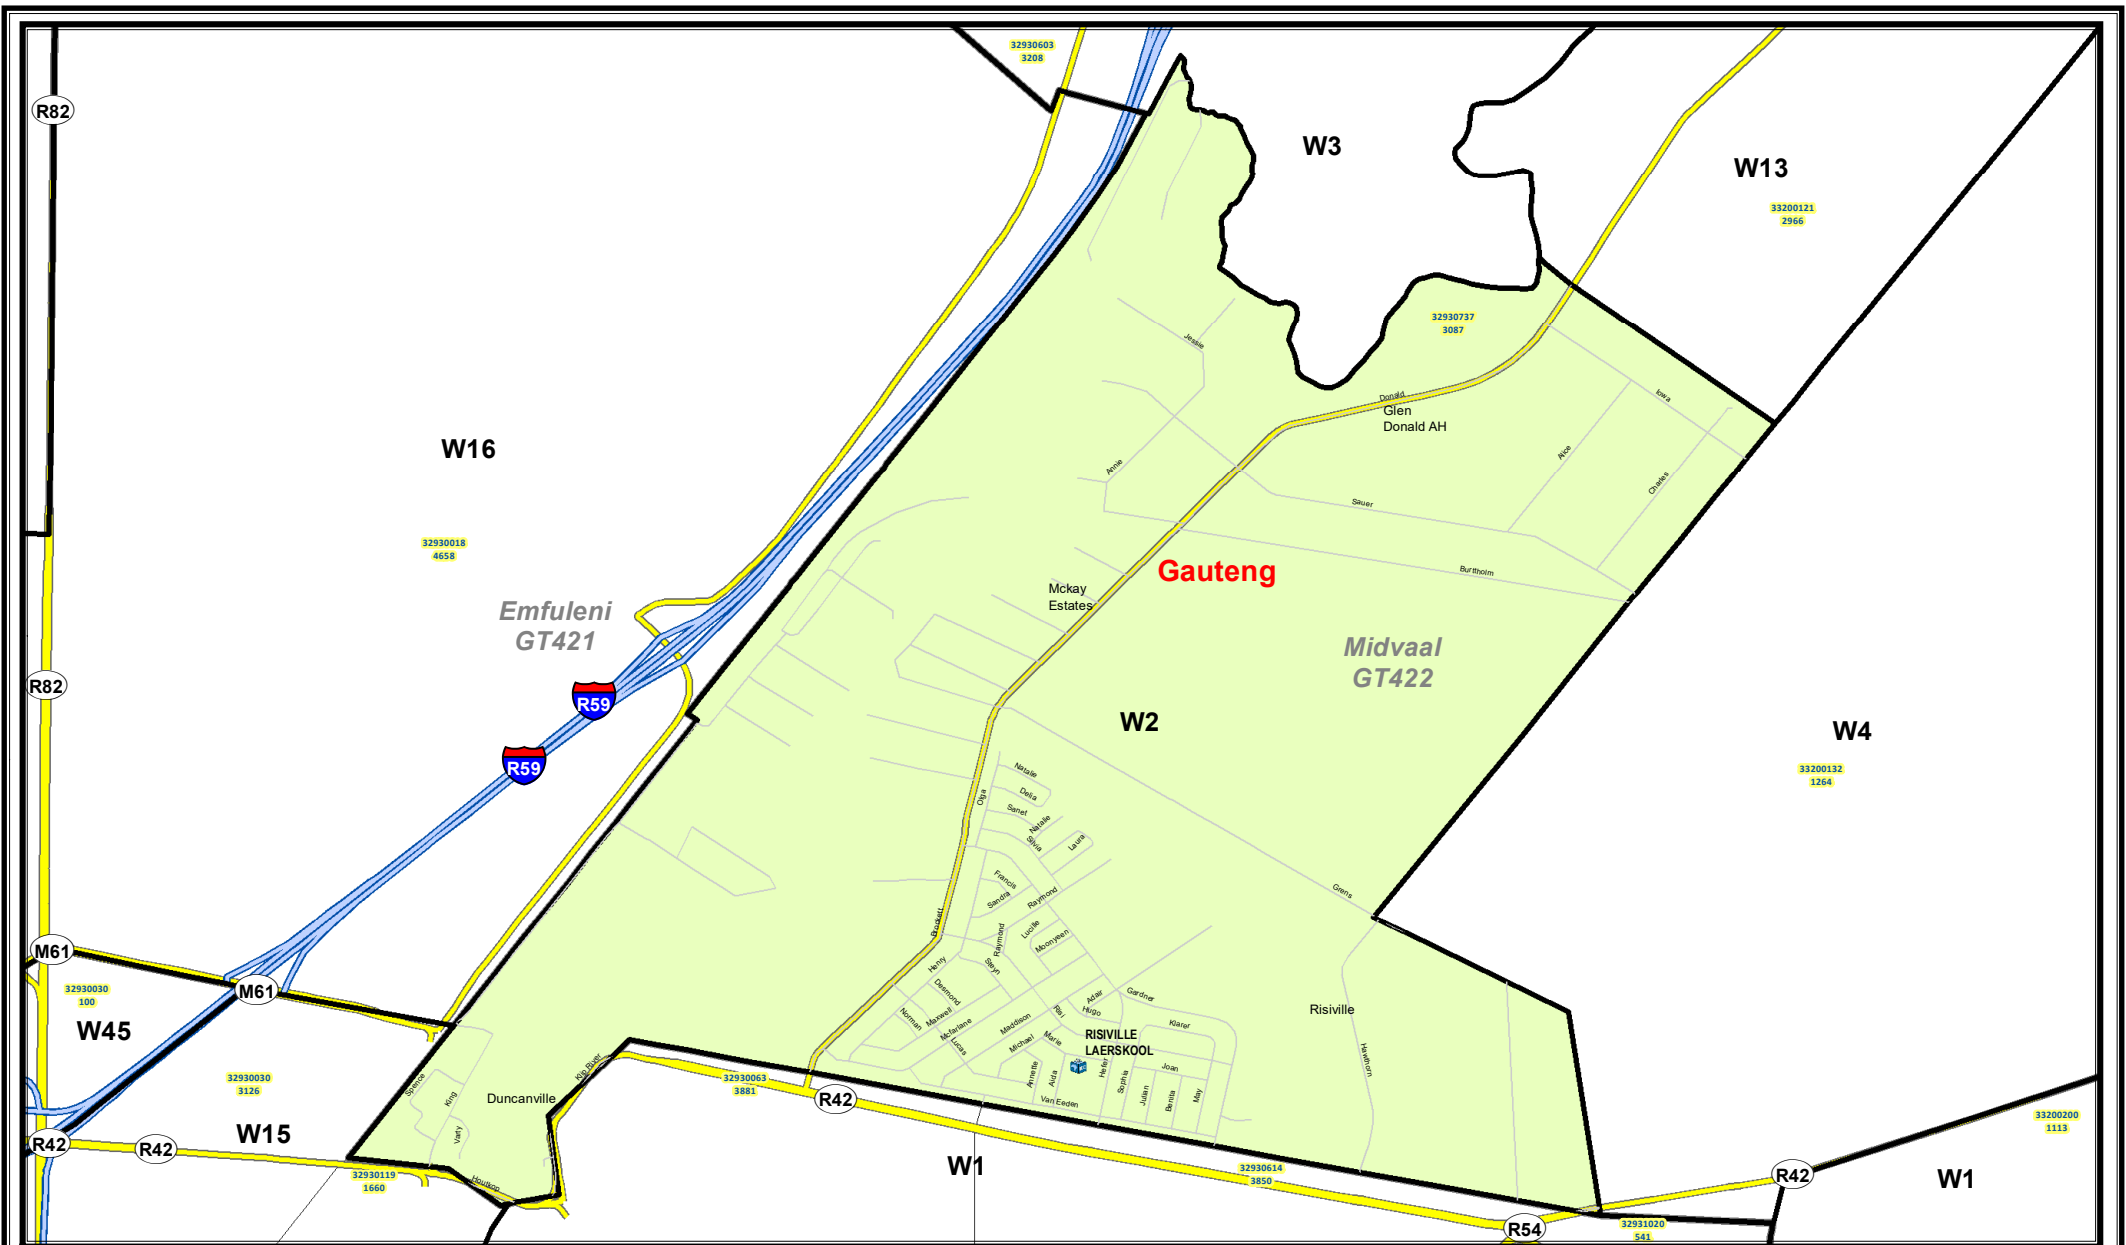 32930603
3208
R82
W3
W13
33200121
2966
32930737
3087
Jessie
Donald
Glen
Donald AH
Iowa
W16
Annie
Alice
Charles
Sauer
32930018
4658
Gauteng
Burttholm
Mckay
Estates
Emfuleni
GT421
Midvaal
GT422
R82
R59
W2
W4
R59
33200132
1264
Natalie
Delia
Olga
Sanet
Natalie
Silvia
Laura
Francis
Sandra
Raymond
Grens
Brockett
Lucille
Raymond
Moonyeen
M61
Henry
Steyn
M61
32930030
100
Desmond
Adair
Gardner
Hugo
Risiville
Norman
Maxwell
Mcfarlane
Maddison
Risi
Klarer
W45
Lucas
Michael
Marie
RISIVILLE
LAERSKOOL
Hawthorn
Klip River
32930030
3126
32930063
3881
Annette
Aida
Hefer
Sophia
Joan
Spence
King
Duncanville
R42
Van Eeden
Julian
Benita
May
33200200
1113
W15
Varty
R42
R42
W1
32930119
1660
Houtkop
32930614
3850
R42
W1
R54
32931020
541